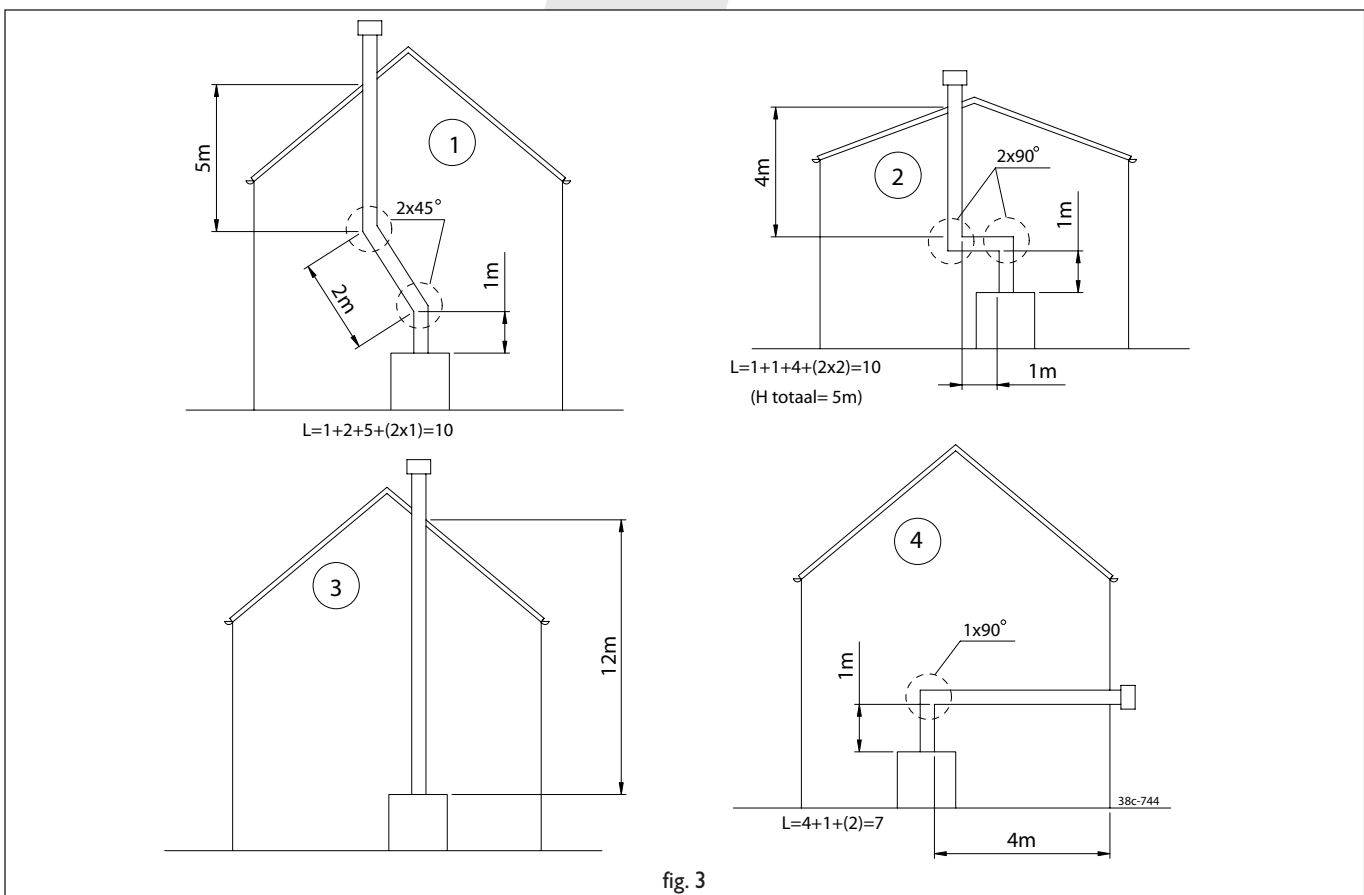 5m
1
2x45°
2m
1m
L=1+2+5+(2x1)=10
4m
2
2x90°
1m
L=1+1+4+(2x2)=10
1m
(H totaal= 5m)
3
12m
4
1x90°
1m
38c-744
L=4+1+(2)=7
4m
fig. 3